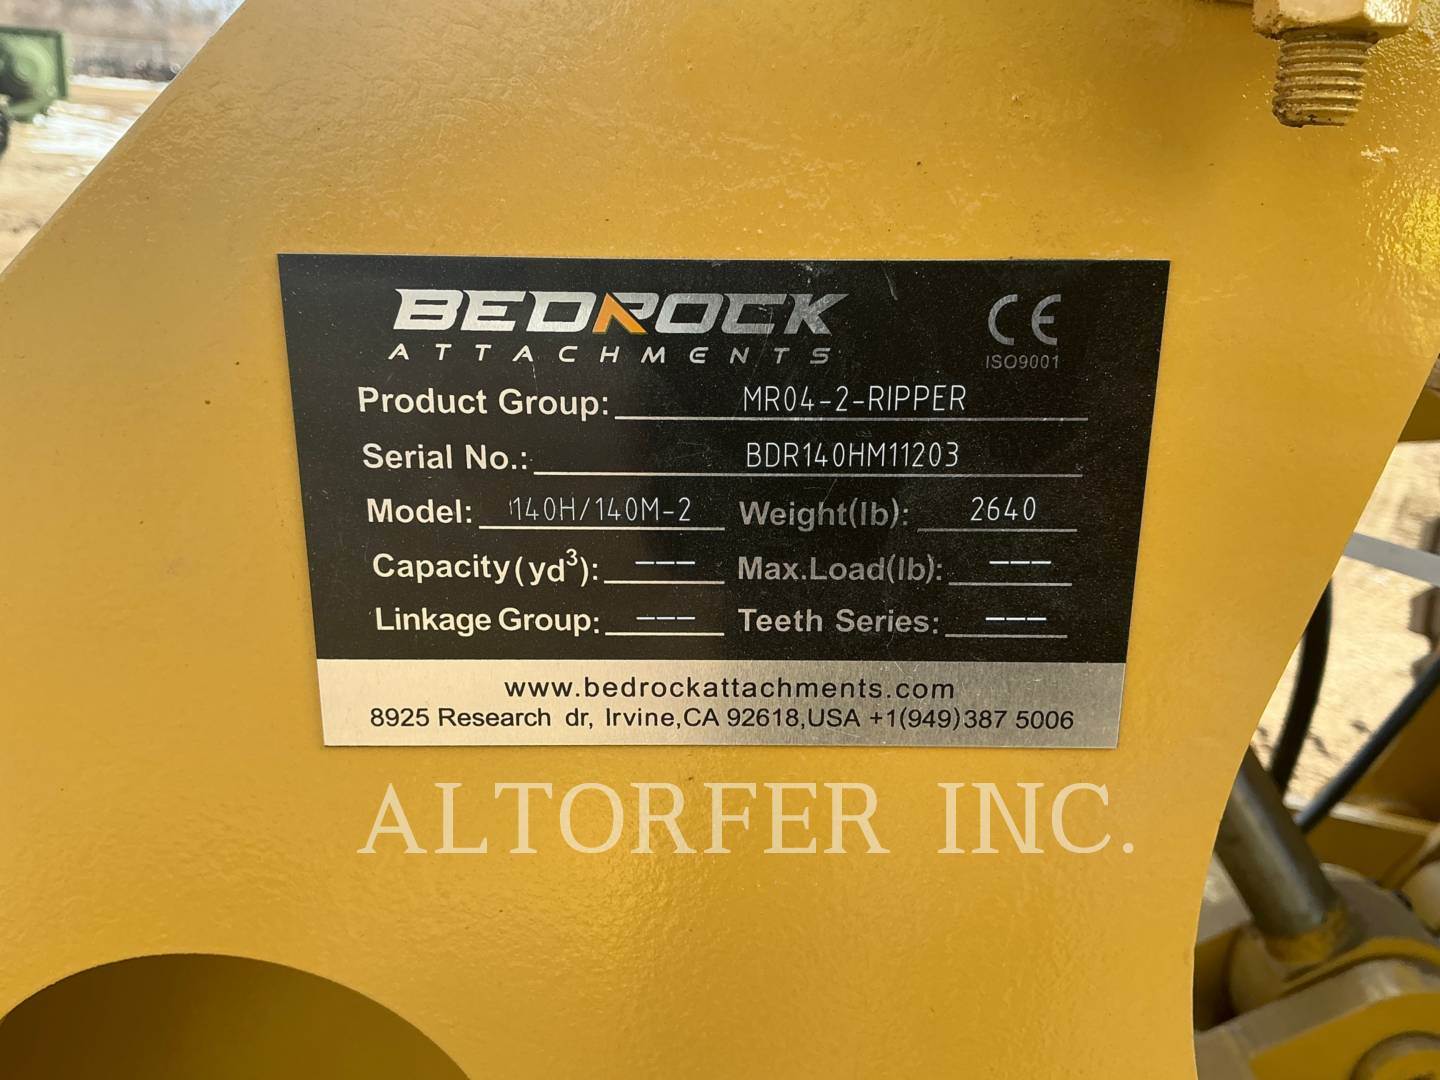 BEDROCK
ATTACHMENTS
CE
ISO9001
Product Group: MR04-2-RIPPER
Serial No.: BDR140HM11203
Model: 140H/140M-2 Weight(lb): 2640
Capacity(yd³): --- Max.Load(lb): ---
Linkage Group: --- Teeth Series: ---
www.bedrockattachments.com
8925 Research dr, Irvine,CA 92618,USA +1(949)387 5006
ALTORFER INC.